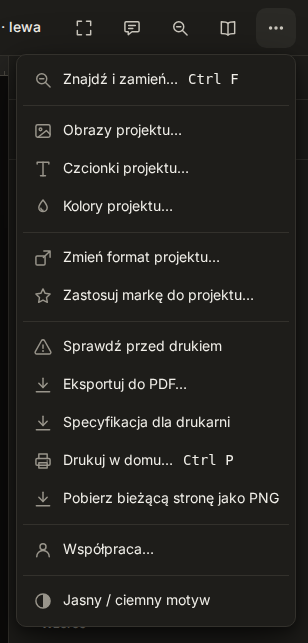 · lewa
Znajdź i zamień... Ctrl F
Obrazy projektu...
Czcionki projektu...
Kolory projektu...
Zmień format projektu...
Zastosuj markę do projektu...
Sprawdź przed drukiem
Eksportuj do PDF...
Specyfikacja dla drukarni
Drukuj w domu... Ctrl P
Pobierz bieżącą stronę jako PNG
Współpraca...
Jasny / ciemny motyw